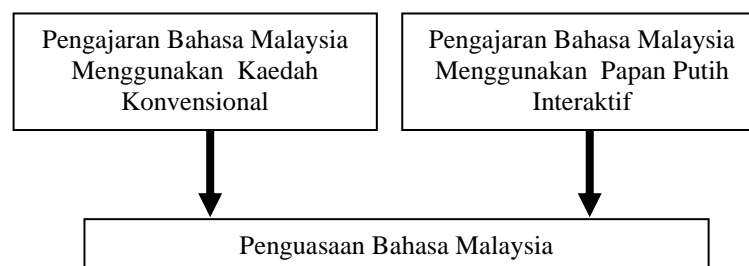 Pengajaran Bahasa Malaysia
Menggunakan Kaedah
Konvensional
Pengajaran Bahasa Malaysia
Menggunakan Papan Putih
Interaktif
Penguasaan Bahasa Malaysia